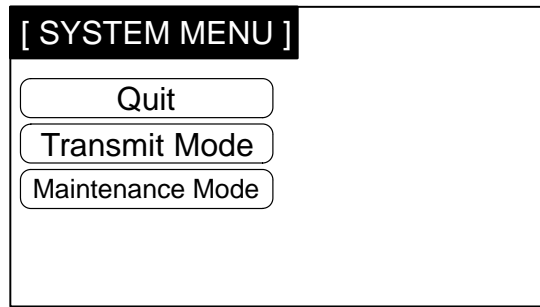 [ SYSTEM MENU ]
Quit
Transmit Mode
Maintenance Mode